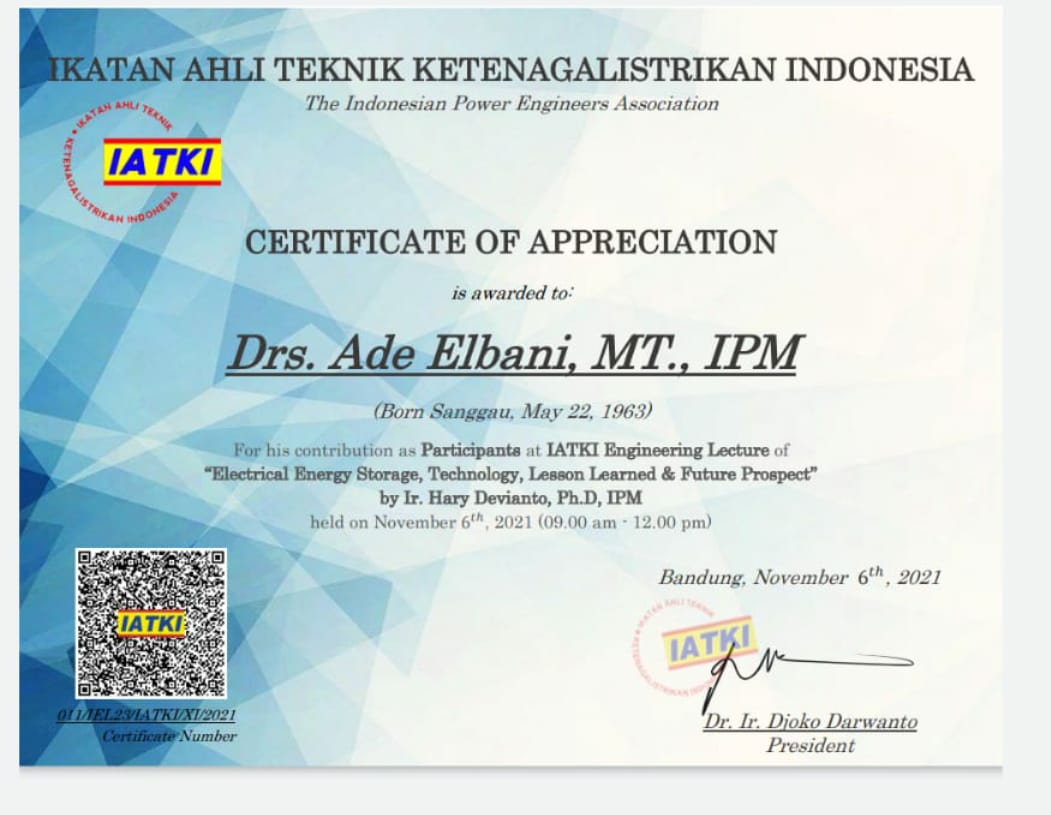 IKATAN AHLI TEKNIK KETENAGALISTRIKAN INDONESIA
The Indonesian Power Engineers Association
IKATAN AHLI TEKNIK KETENAGALISTRIKAN INDONESIA
IATKI
CERTIFICATE OF APPRECIATION
is awarded to:
Drs. Ade Elbani, MT., IPM
(Born Sanggau, May 22, 1963)
For his contribution as Participants at IATKI Engineering Lecture of
“Electrical Energy Storage, Technology, Lesson Learned & Future Prospect”
by Ir. Hary Devianto, Ph.D, IPM
held on November 6th, 2021 (09.00 am - 12.00 pm)
IATKI
011/IEL23/IATKI/XI/2021
Certificate Number
Bandung, November 6th, 2021
IKATAN AHLI TEKNIK KETENAGALISTRIKAN INDONESIA
IATKI
Dr. Ir. Djoko Darwanto
President